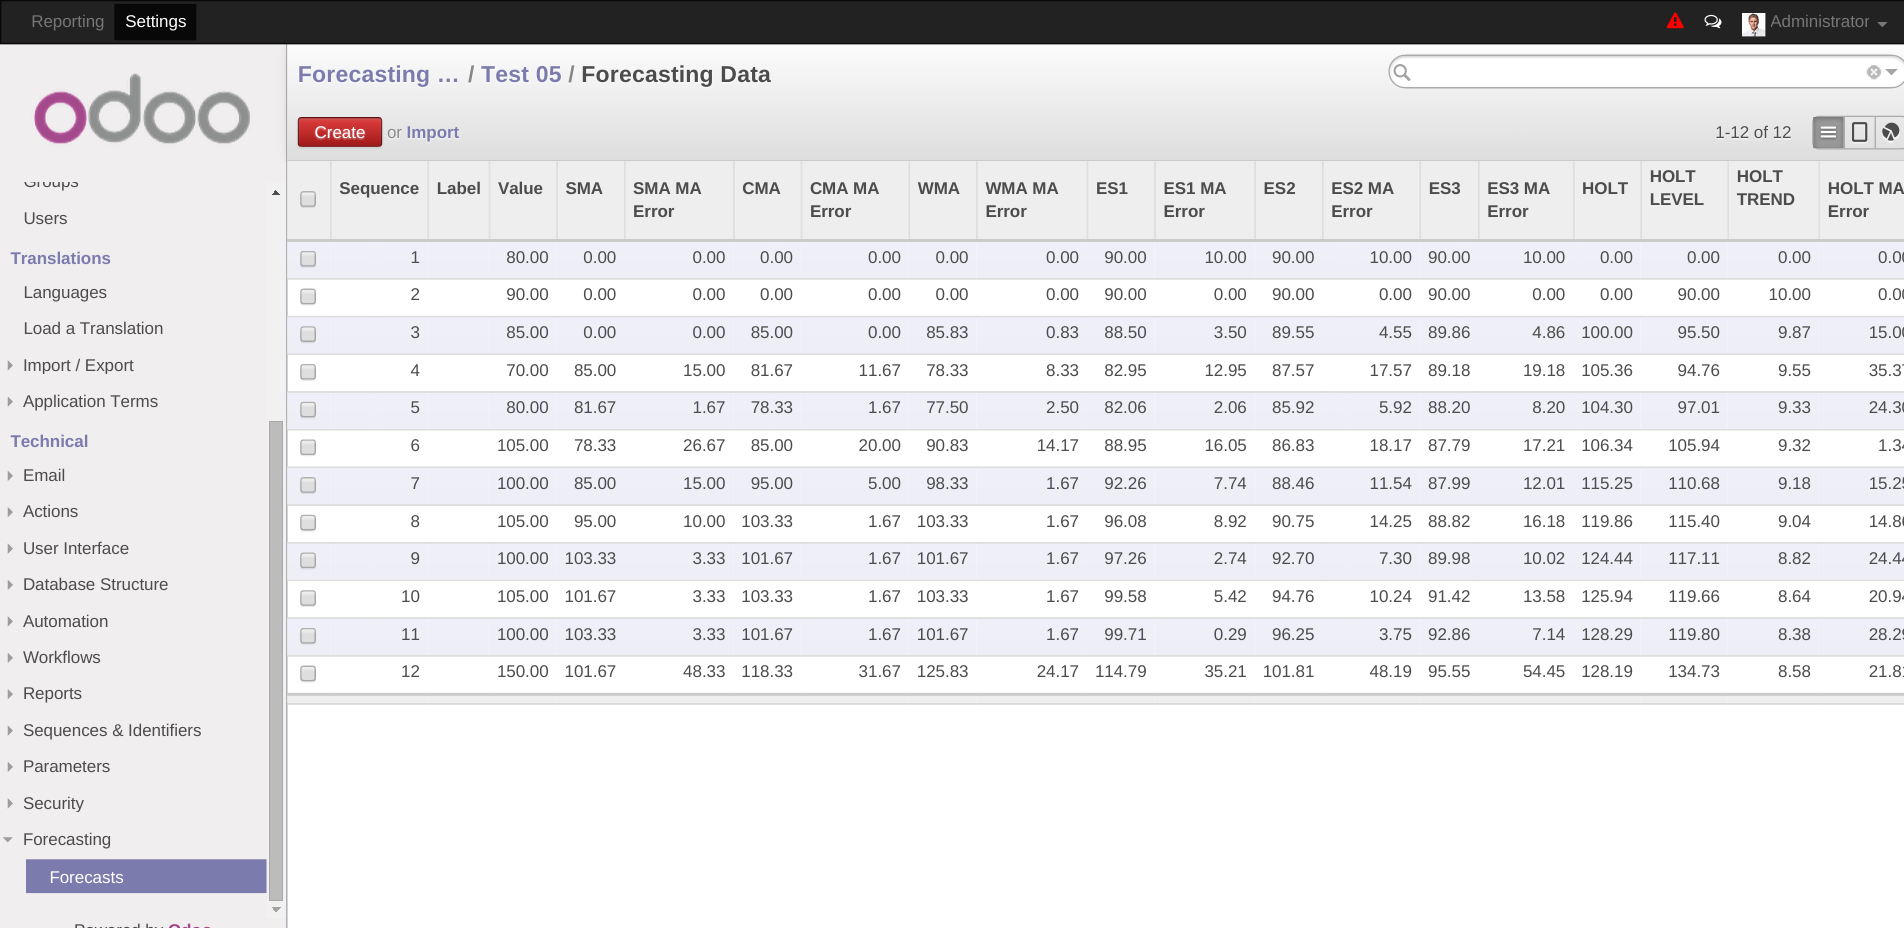 Reporting Settings Administrator
odoo
Groups
Users
Translations
Languages
Load a Translation
Import / Export
Application Terms
Technical
Email
Actions
User Interface
Database Structure
Automation
Workflows
Reports
Sequences & Identifiers
Parameters
Security
Forecasting
Forecasts
Powered by Odoo
Forecasting ... / Test 05 / Forecasting Data
Create or Import 1-12 of 12
Sequence Label Value SMA SMA MA Error CMA CMA MA Error WMA WMA MA Error ES1 ES1 MA Error ES2 ES2 MA Error ES3 ES3 MA Error HOLT HOLT LEVEL HOLT TREND HOLT MA Error
1 80.00 0.00 0.00 0.00 0.00 0.00 0.00 90.00 10.00 90.00 10.00 90.00 10.00 0.00 0.00 0.00 0.00
2 90.00 0.00 0.00 0.00 0.00 0.00 0.00 90.00 0.00 90.00 0.00 90.00 0.00 0.00 90.00 10.00 0.00
3 85.00 0.00 0.00 85.00 0.00 85.83 0.83 88.50 3.50 89.55 4.55 89.86 4.86 100.00 95.50 9.87 15.00
4 70.00 85.00 15.00 81.67 11.67 78.33 8.33 82.95 12.95 87.57 17.57 89.18 19.18 105.36 94.76 9.55 35.37
5 80.00 81.67 1.67 78.33 1.67 77.50 2.50 82.06 2.06 85.92 5.92 88.20 8.20 104.30 97.01 9.33 24.30
6 105.00 78.33 26.67 85.00 20.00 90.83 14.17 88.95 16.05 86.83 18.17 87.79 17.21 106.34 105.94 9.32 1.34
7 100.00 85.00 15.00 95.00 5.00 98.33 1.67 92.26 7.74 88.46 11.54 87.99 12.01 115.25 110.68 9.18 15.25
8 105.00 95.00 10.00 103.33 1.67 103.33 1.67 96.08 8.92 90.75 14.25 88.82 16.18 119.86 115.40 9.04 14.86
9 100.00 103.33 3.33 101.67 1.67 101.67 1.67 97.26 2.74 92.70 7.30 89.98 10.02 124.44 117.11 8.82 24.44
10 105.00 101.67 3.33 103.33 1.67 103.33 1.67 99.58 5.42 94.76 10.24 91.42 13.58 125.94 119.66 8.64 20.94
11 100.00 103.33 3.33 101.67 1.67 101.67 1.67 99.71 0.29 96.25 3.75 92.86 7.14 128.29 119.80 8.38 28.29
12 150.00 101.67 48.33 118.33 31.67 125.83 24.17 114.79 35.21 101.81 48.19 95.55 54.45 128.19 134.73 8.58 21.81